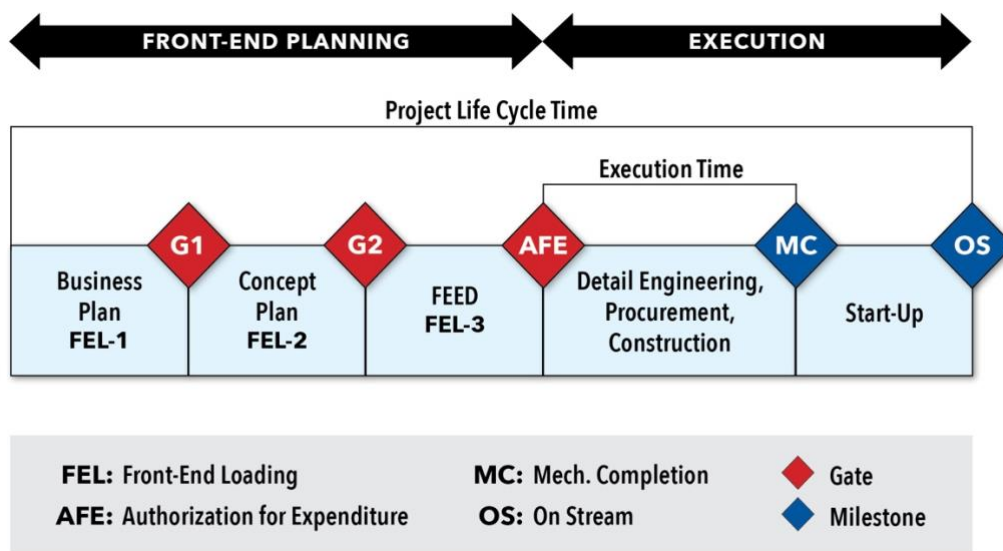 FRONT-END PLANNING
EXECUTION
Project Life Cycle Time
Execution Time
G1
G2
AFE
MC
OS
Business
Plan
FEL-1
Concept
Plan
FEL-2
FEED
FEL-3
Detail Engineering,
Procurement,
Construction
Start-Up
FEL: Front-End Loading
AFE: Authorization for Expenditure
MC: Mech. Completion
OS: On Stream
Gate
Milestone